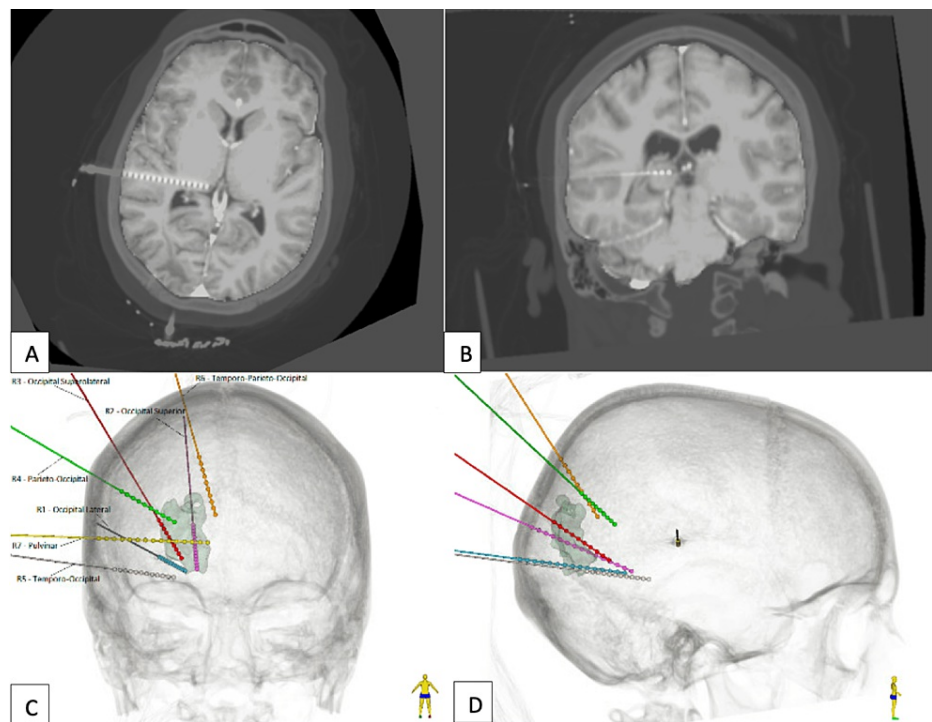 A
B
R3 - Occipital Superolateral
R6 - Temporo-Parieto-Occipital
R2 - Occipital Superior
R4 - Parieto-Occipital
R1 - Occipital Lateral
R7 - Pulvinar
R5 - Temporo-Occipital
C
D